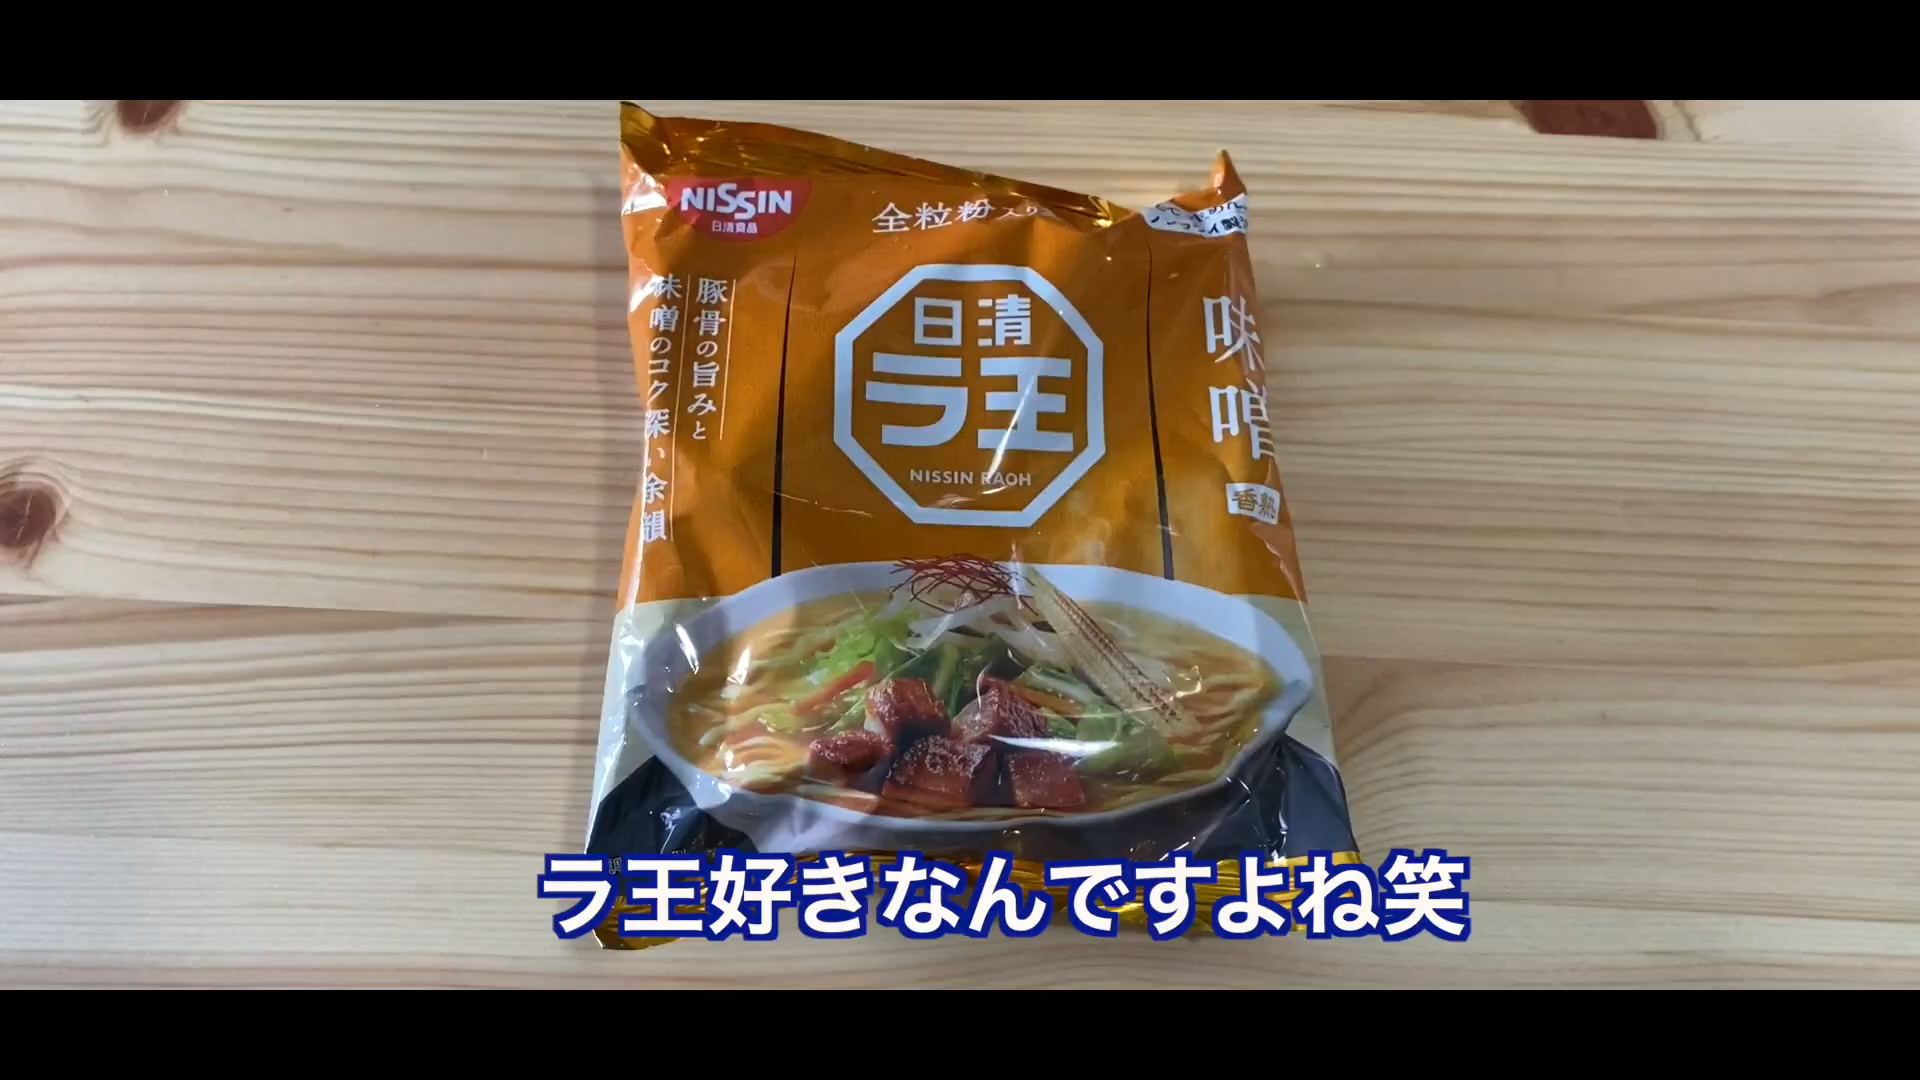 NISSIN
日清食品
全粒粉入り
日清
ラ王
NISSIN RAOH
味噌
香熟
豚骨の旨みと
味噌のコク深い余韻
ラ王好きなんですよね笑